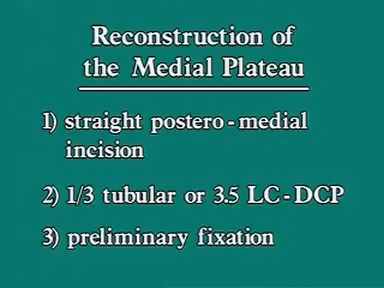 Reconstruction of
the Medial Plateau
1) straight postero-medial
incision
2) 1/3 tubular or 3.5 LC-DCP
3) preliminary fixation